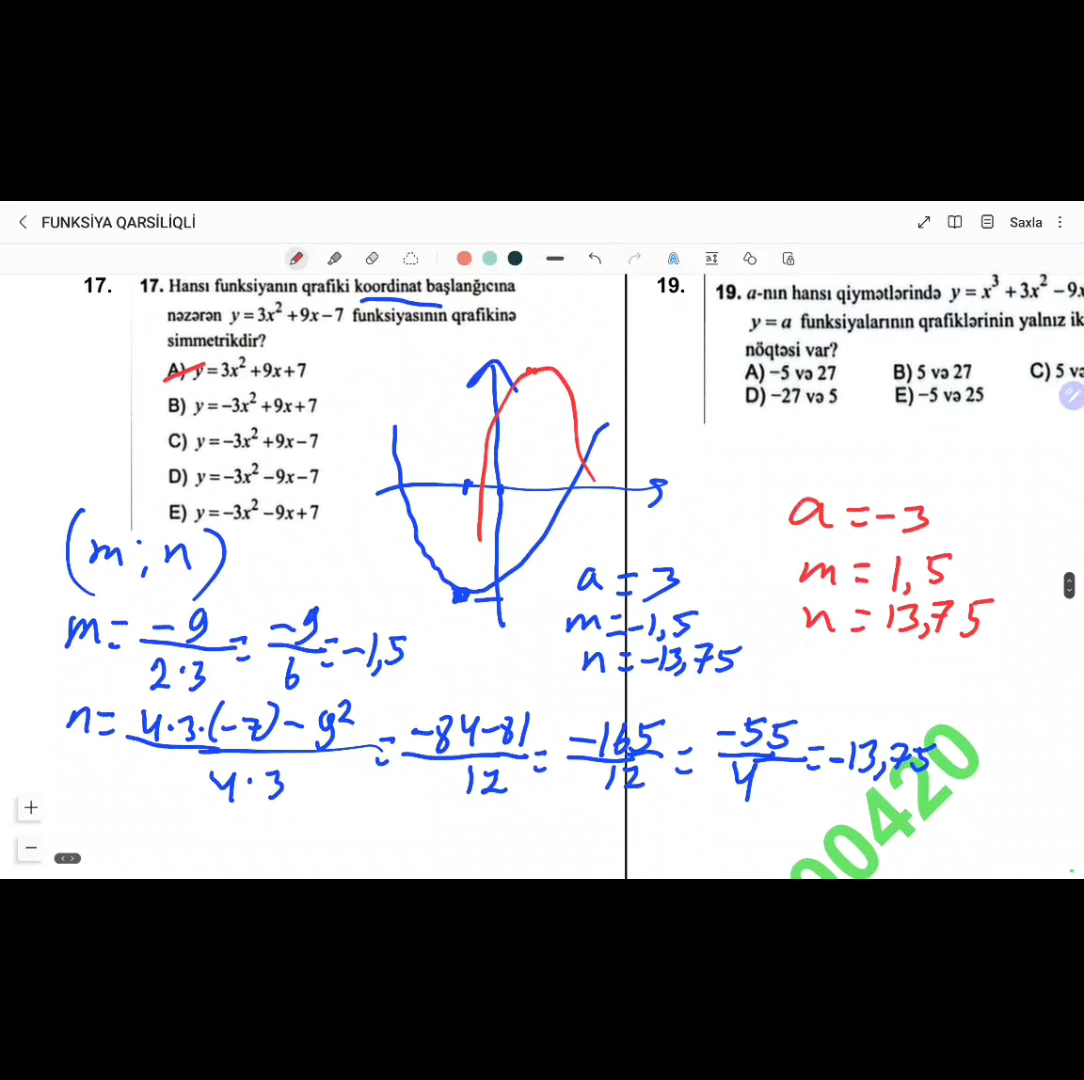 FUNKSİYA QARSİLİQLİ
Saxla
17.
17. Hansı funksiyanın qrafiki koordinat başlanğıcına
nəzərən y = 3x² + 9x − 7 funksiyasının qrafikinə
simmetrikdir?
A) y = 3x² + 9x + 7
B) y = −3x² + 9x + 7
C) y = −3x² + 9x − 7
D) y = −3x² − 9x − 7
E) y = −3x² − 9x + 7
(m; n)
m = -9/2·3 = -9/6 = -1,5
n = 4·3·(-7) - 9²/4·3 = -84-81/12 = -165/12 = -55/4 = -13,75
a = 3
m = -1,5
n = -13,75
19.
19. a-nın hansı qiymətlərində y = x³ + 3x² − 9x
y = a funksiyalarının qrafiklərinin yalnız ik
nöqtəsi var?
A) −5 və 27 B) 5 və 27 C) 5 və
D) −27 və 5 E) −5 və 25
a = -3
m = 1,5
n = 13,75
00420